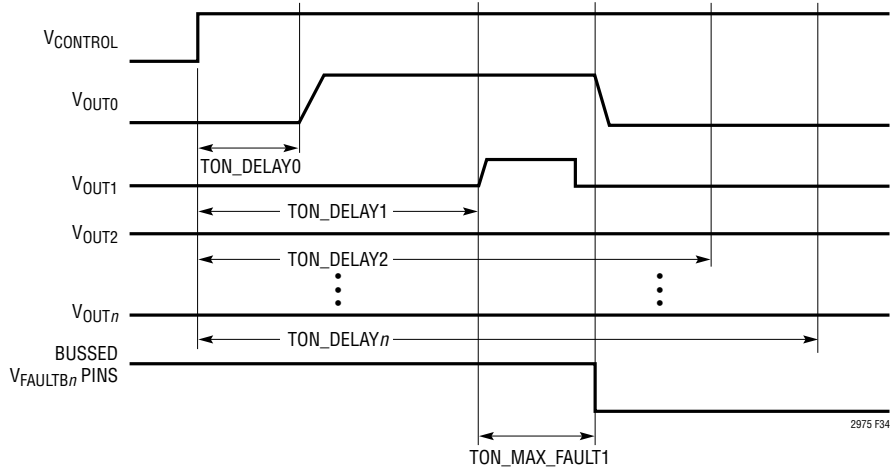 VCONTROL
VOUT0
TON_DELAY0
VOUT1
TON_DELAY1
VOUT2
TON_DELAY2
VOUTn
TON_DELAYn
BUSSED
VFAULTBn PINS
2975 F34
TON_MAX_FAULT1